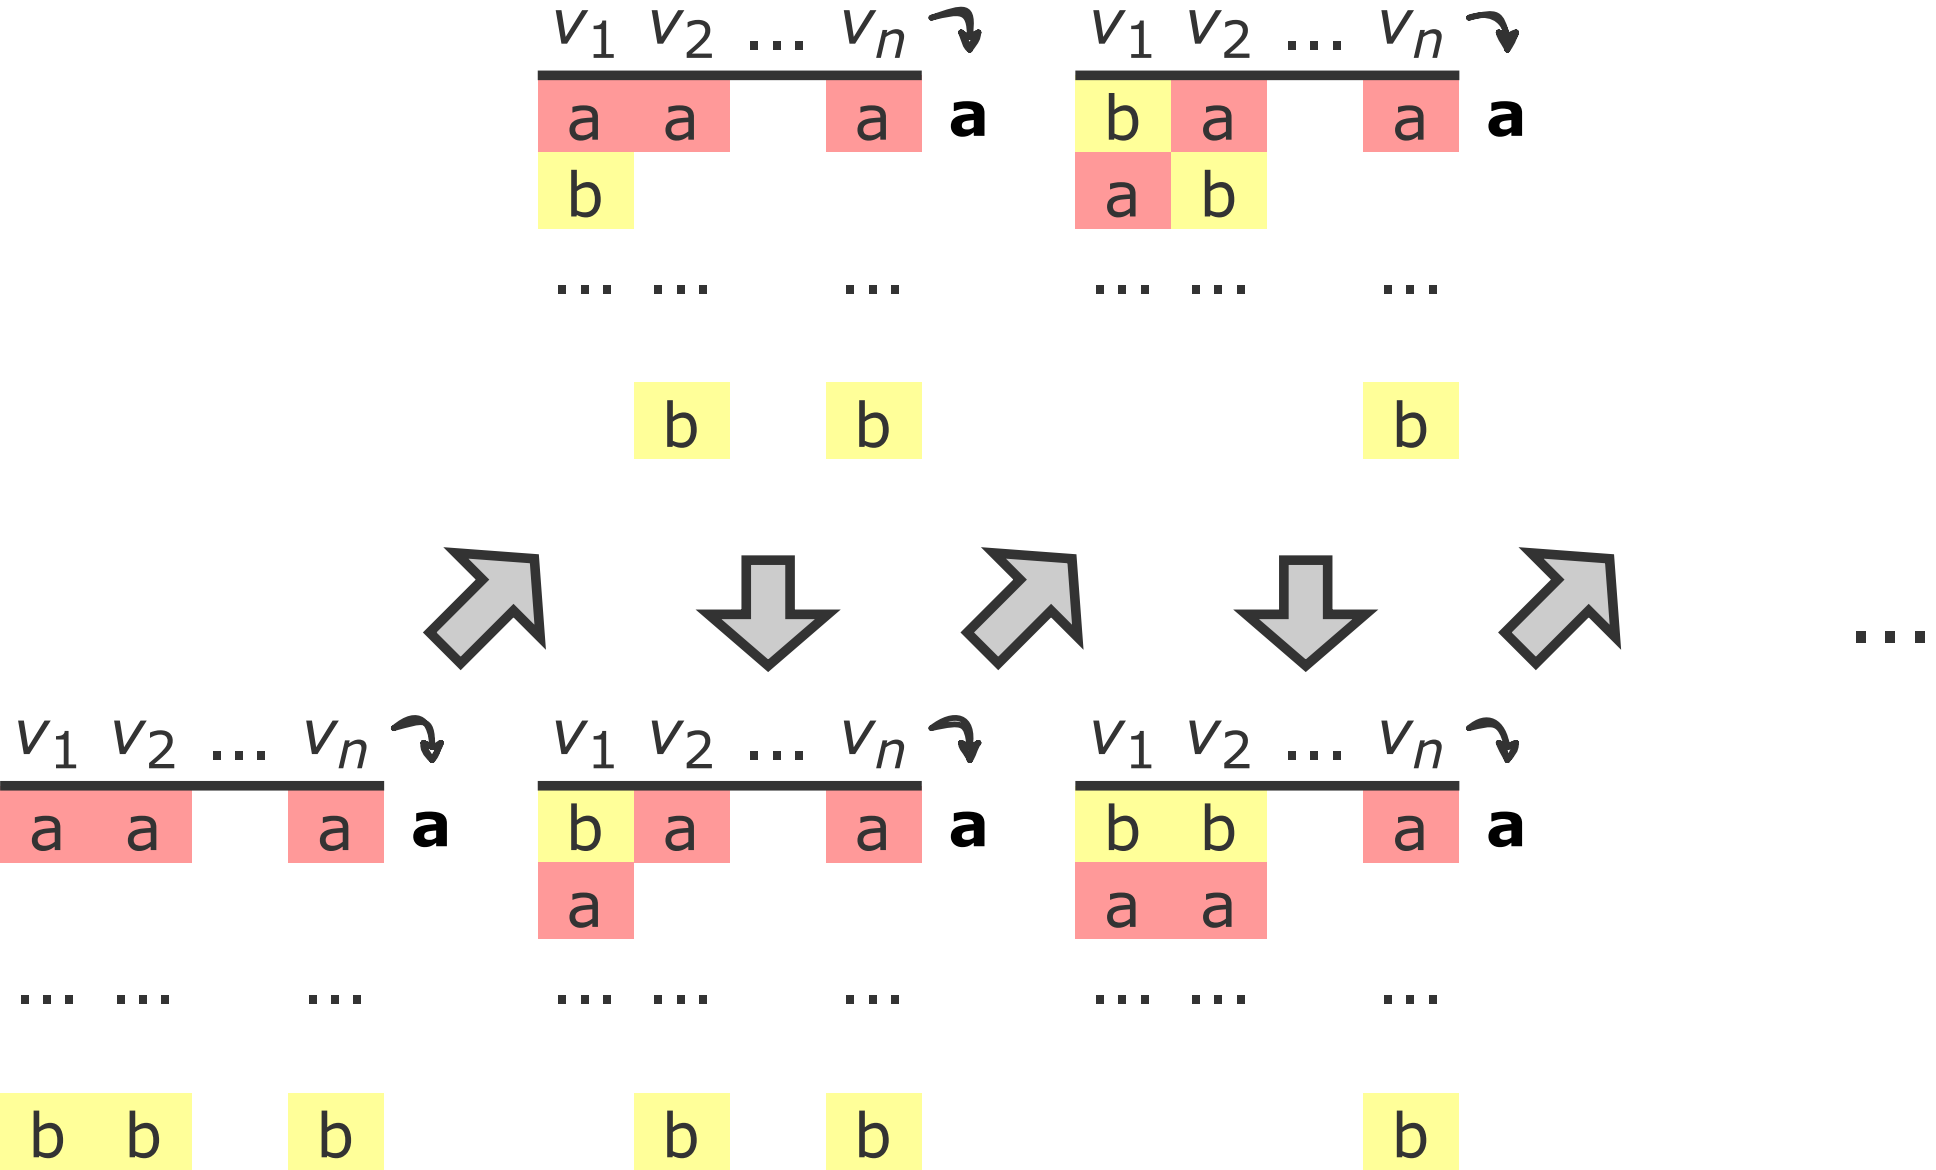 v1 v2 ... vn v1 v2 ... vn
a a a a b a a a
b a b
... ... ... ... ... ...
b b b
...
v1 v2 ... vn v1 v2 ... vn v1 v2 ... vn
a a a a b a a a b b a a
a a a
... ... ... ... ... ... ... ... ...
b b b b b b